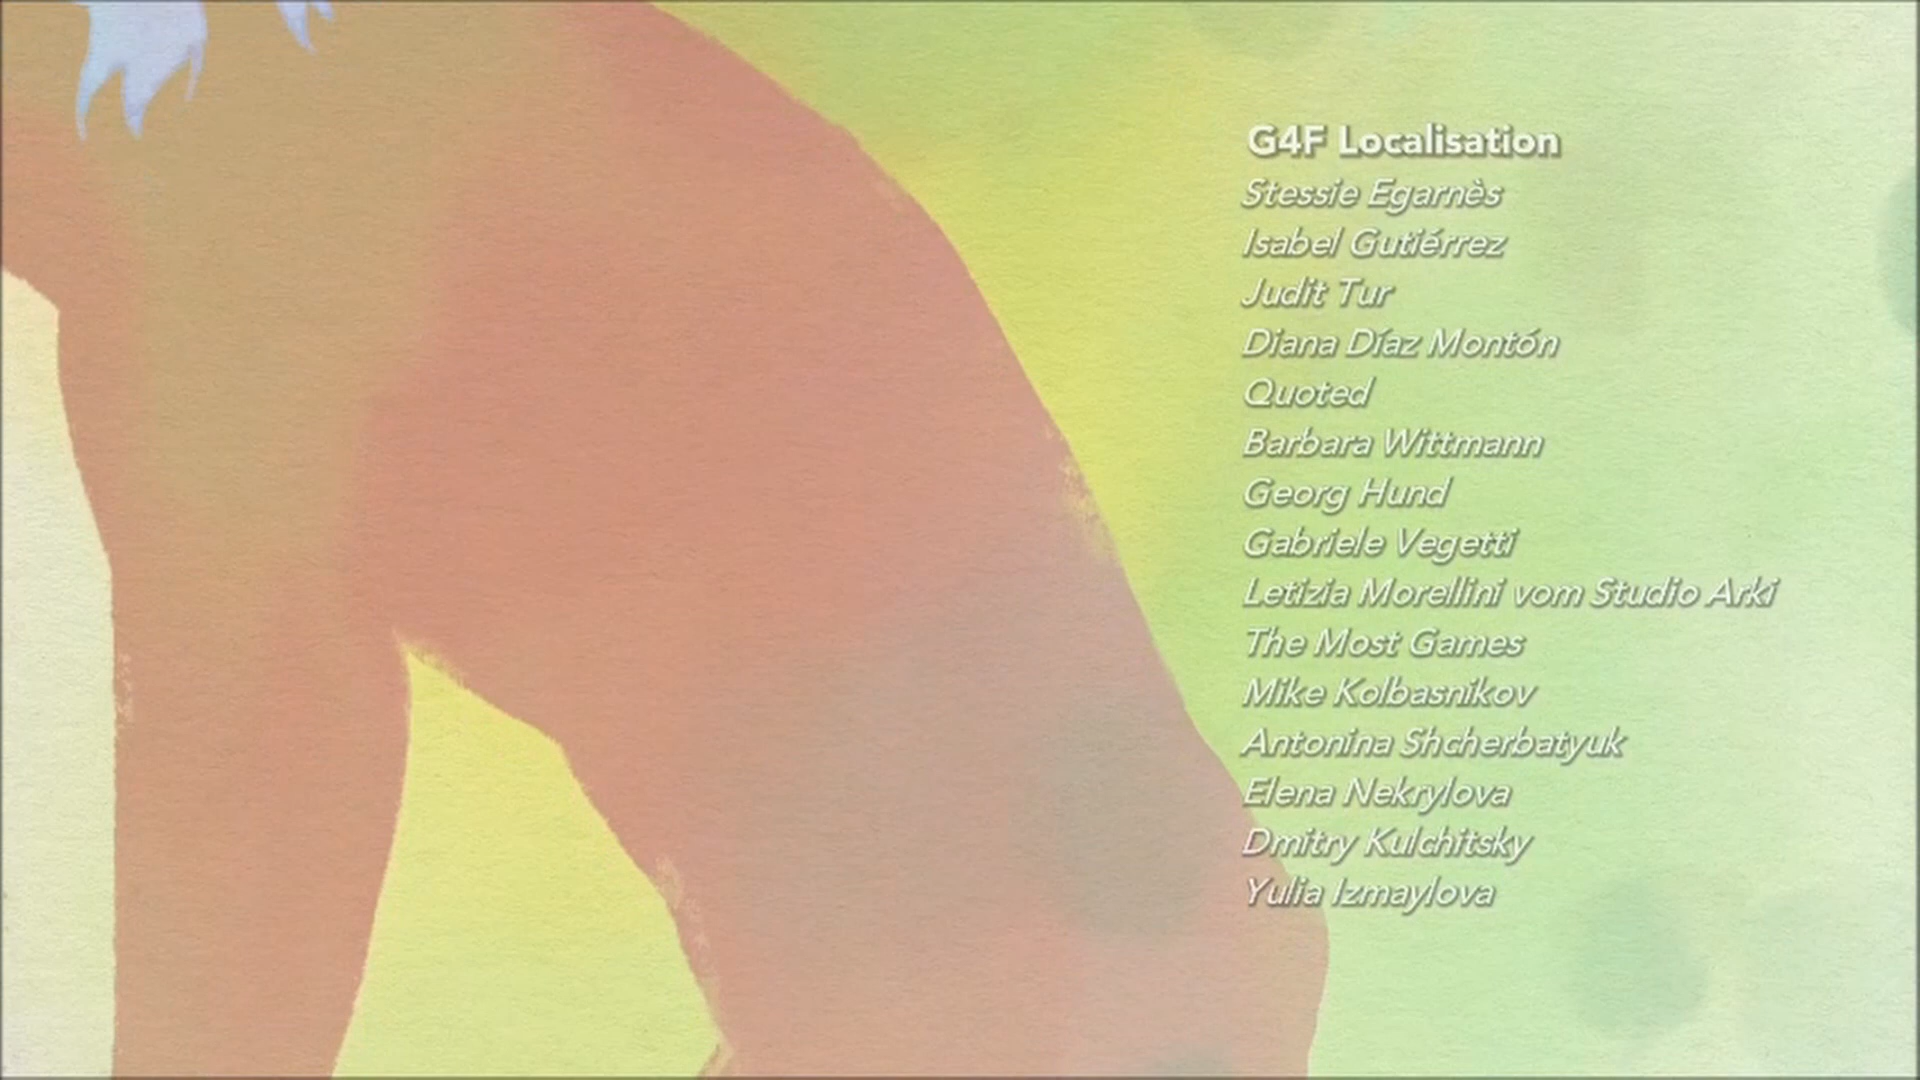 G4F Localisation
Stessie Egarnès
Isabel Gutiérrez
Judit Tur
Diana Díaz Montón
Quoted
Barbara Wittmann
Georg Hund
Gabriele Vegetti
Letizia Morellini vom Studio Arki
The Most Games
Mike Kolbasnikov
Antonina Shcherbatyuk
Elena Nekrylova
Dmitry Kulchitsky
Yulia Izmaylova